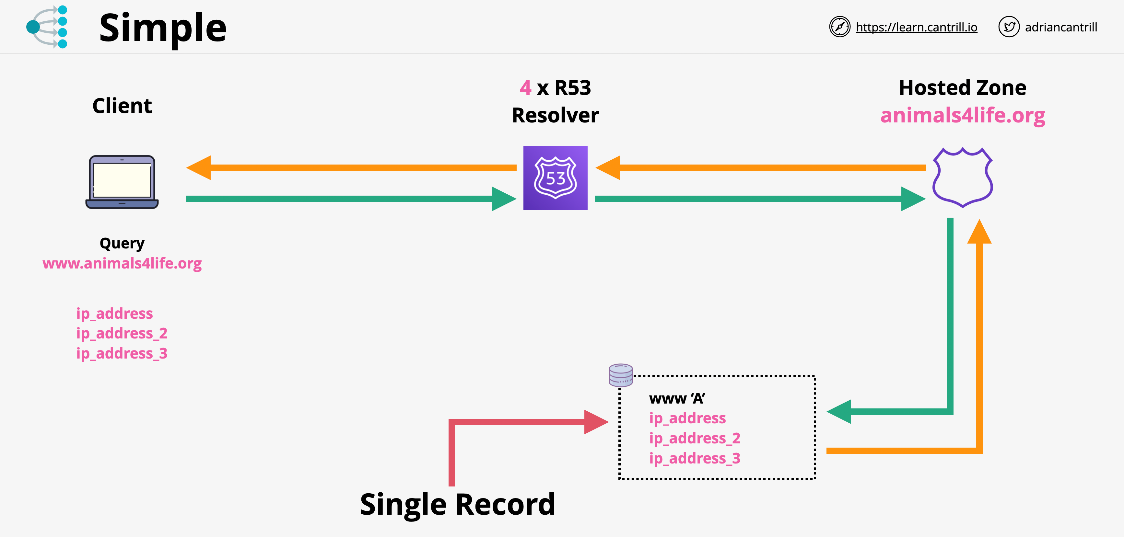 Simple
https://learn.cantrill.io
adriancantrill
Client
4 x R53
Resolver
Hosted Zone
animals4life.org
53
Query
www.animals4life.org
ip_address
ip_address_2
ip_address_3
www ‘A’
ip_address
ip_address_2
ip_address_3
Single Record